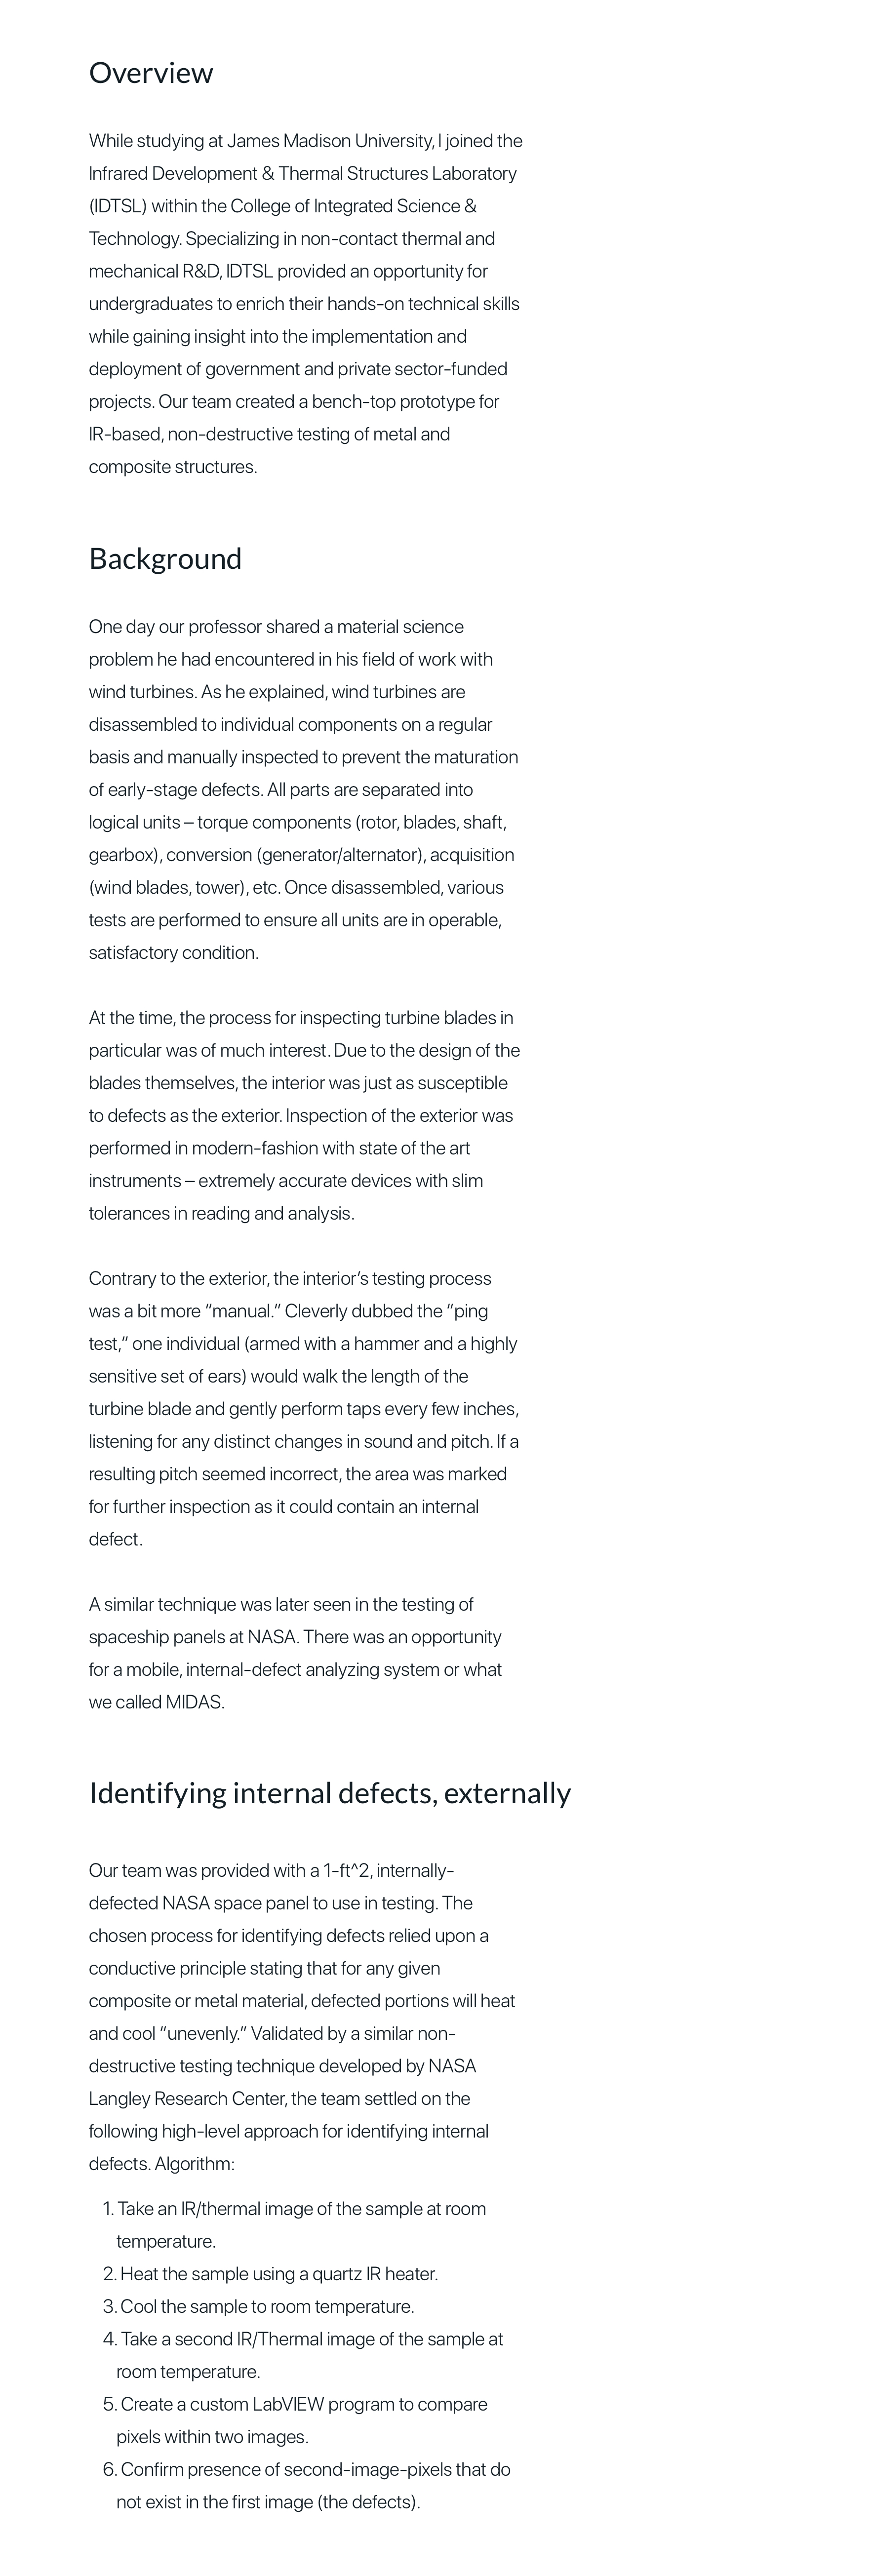 Overview
While studying at James Madison University, I joined the
Infrared Development & Thermal Structures Laboratory
(IDTSL) within the College of Integrated Science &
Technology. Specializing in non-contact thermal and
mechanical R&D, IDTSL provided an opportunity for
undergraduates to enrich their hands-on technical skills
while gaining insight into the implementation and
deployment of government and private sector-funded
projects. Our team created a bench-top prototype for
IR-based, non-destructive testing of metal and
composite structures.
Background
One day our professor shared a material science
problem he had encountered in his field of work with
wind turbines. As he explained, wind turbines are
disassembled to individual components on a regular
basis and manually inspected to prevent the maturation
of early-stage defects. All parts are separated into
logical units – torque components (rotor, blades, shaft,
gearbox), conversion (generator/alternator), acquisition
(wind blades, tower), etc. Once disassembled, various
tests are performed to ensure all units are in operable,
satisfactory condition.
At the time, the process for inspecting turbine blades in
particular was of much interest. Due to the design of the
blades themselves, the interior was just as susceptible
to defects as the exterior. Inspection of the exterior was
performed in modern-fashion with state of the art
instruments – extremely accurate devices with slim
tolerances in reading and analysis.
Contrary to the exterior, the interior’s testing process
was a bit more “manual.” Cleverly dubbed the “ping
test,” one individual (armed with a hammer and a highly
sensitive set of ears) would walk the length of the
turbine blade and gently perform taps every few inches,
listening for any distinct changes in sound and pitch. If a
resulting pitch seemed incorrect, the area was marked
for further inspection as it could contain an internal
defect.
A similar technique was later seen in the testing of
spaceship panels at NASA. There was an opportunity
for a mobile, internal-defect analyzing system or what
we called MIDAS.
Identifying internal defects, externally
Our team was provided with a 1-ft^2, internally-
defected NASA space panel to use in testing. The
chosen process for identifying defects relied upon a
conductive principle stating that for any given
composite or metal material, defected portions will heat
and cool “unevenly.” Validated by a similar non-
destructive testing technique developed by NASA
Langley Research Center, the team settled on the
following high-level approach for identifying internal
defects. Algorithm:
1. Take an IR/thermal image of the sample at room
temperature.
2. Heat the sample using a quartz IR heater.
3. Cool the sample to room temperature.
4. Take a second IR/Thermal image of the sample at
room temperature.
5. Create a custom LabVIEW program to compare
pixels within two images.
6. Confirm presence of second-image-pixels that do
not exist in the first image (the defects).